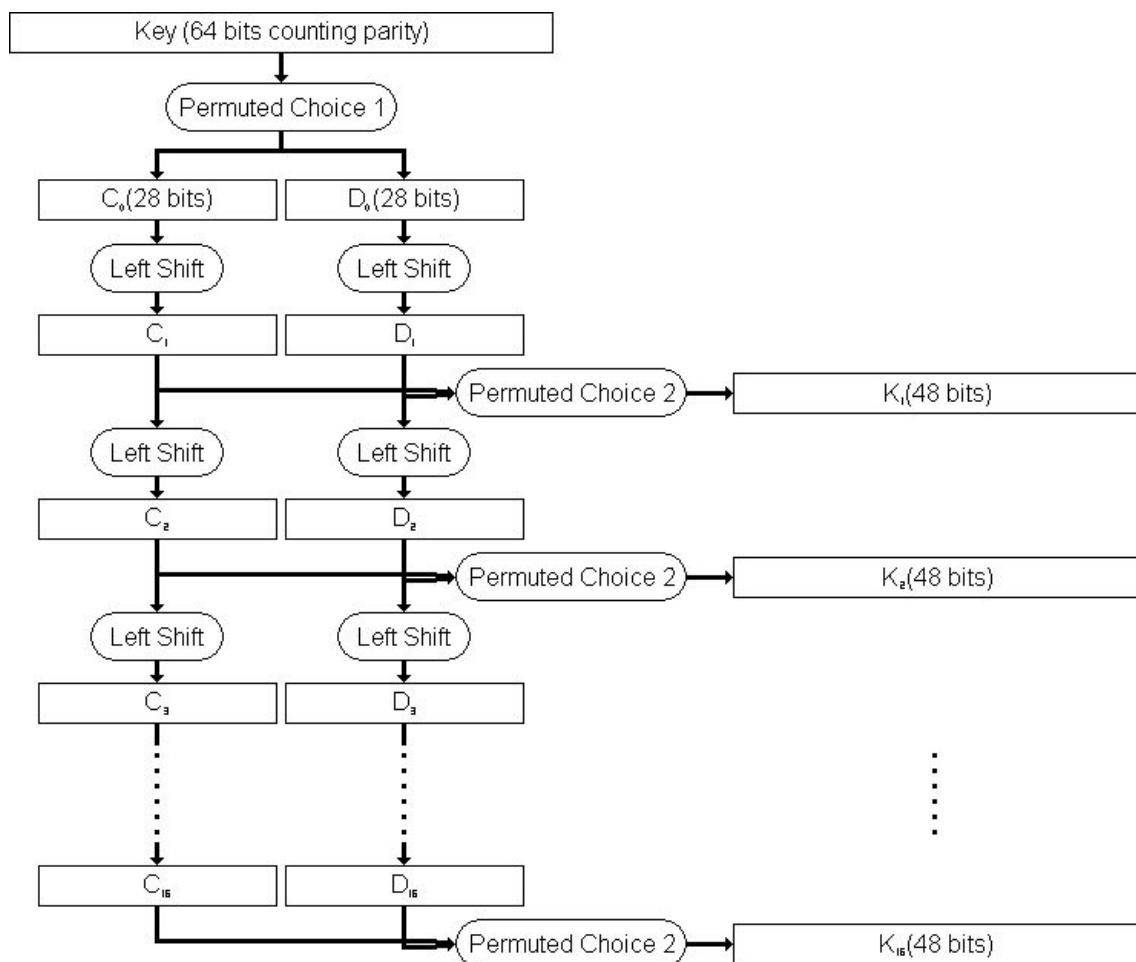 Key (64 bits counting parity)
Permuted Choice 1
C₀(28 bits)
D₀(28 bits)
Left Shift
Left Shift
C₁
D₁
Permuted Choice 2
K₁(48 bits)
Left Shift
Left Shift
C₂
D₂
Permuted Choice 2
K₂(48 bits)
Left Shift
Left Shift
C₃
D₃
C₁₆
D₁₆
Permuted Choice 2
K₁₆(48 bits)